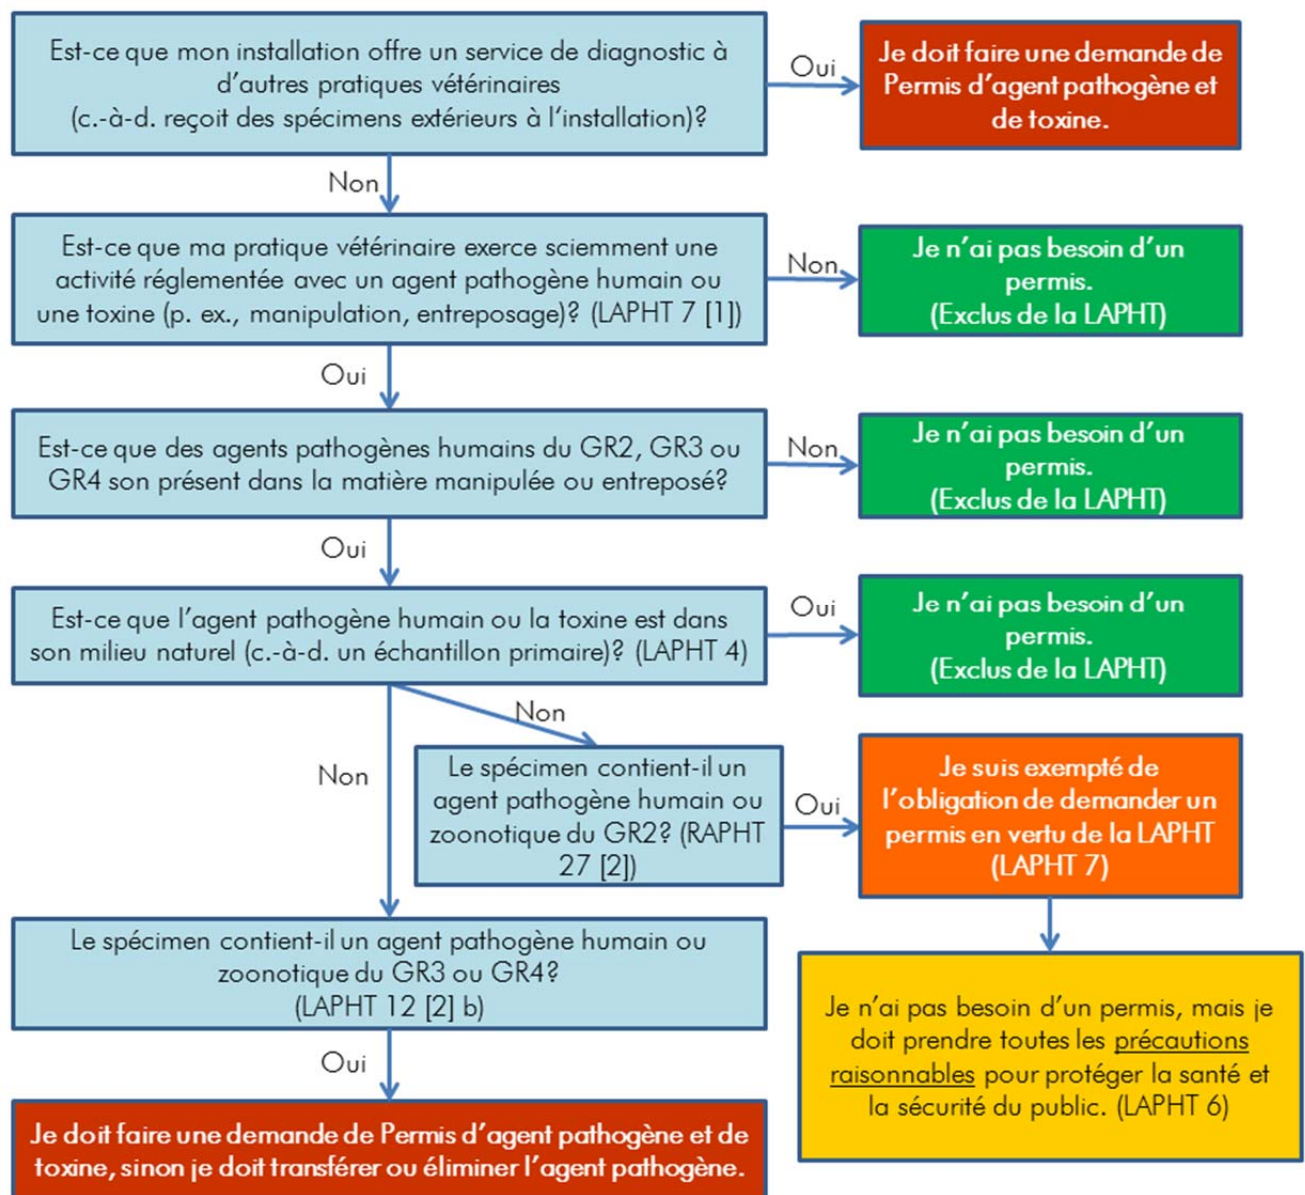 Est-ce que mon installation offre un service de diagnostic à
d'autres pratiques vétérinaires
(c.-à-d. reçoit des spécimens extérieurs à l'installation)?
Oui
Je doit faire une demande de
Permis d'agent pathogène et
de toxine.
Non
Est-ce que ma pratique vétérinaire exerce sciemment une
activité réglementée avec un agent pathogène humain ou
une toxine (p. ex., manipulation, entreposage)? (LAPHT 7 [1])
Non
Je n'ai pas besoin d'un
permis.
(Exclus de la LAPHT)
Oui
Est-ce que des agents pathogènes humains du GR2, GR3 ou
GR4 son présent dans la matière manipulée ou entreposé?
Non
Je n'ai pas besoin d'un
permis.
(Exclus de la LAPHT)
Oui
Est-ce que l'agent pathogène humain ou la toxine est dans
son milieu naturel (c.-à-d. un échantillon primaire)? (LAPHT 4)
Oui
Je n'ai pas besoin d'un
permis.
(Exclus de la LAPHT)
Non
Non
Le spécimen contient-il un
agent pathogène humain ou
zoonotique du GR2? (RAPHT
27 [2])
Oui
Je suis exempté de
l'obligation de demander un
permis en vertu de la LAPHT
(LAPHT 7)
Le spécimen contient-il un agent pathogène humain ou
zoonotique du GR3 ou GR4?
(LAPHT 12 [2] b)
Je n'ai pas besoin d'un permis, mais je
doit prendre toutes les précautions
raisonnables pour protéger la santé et
la sécurité du public. (LAPHT 6)
Oui
Je doit faire une demande de Permis d'agent pathogène et de
toxine, sinon je doit transférer ou éliminer l'agent pathogène.